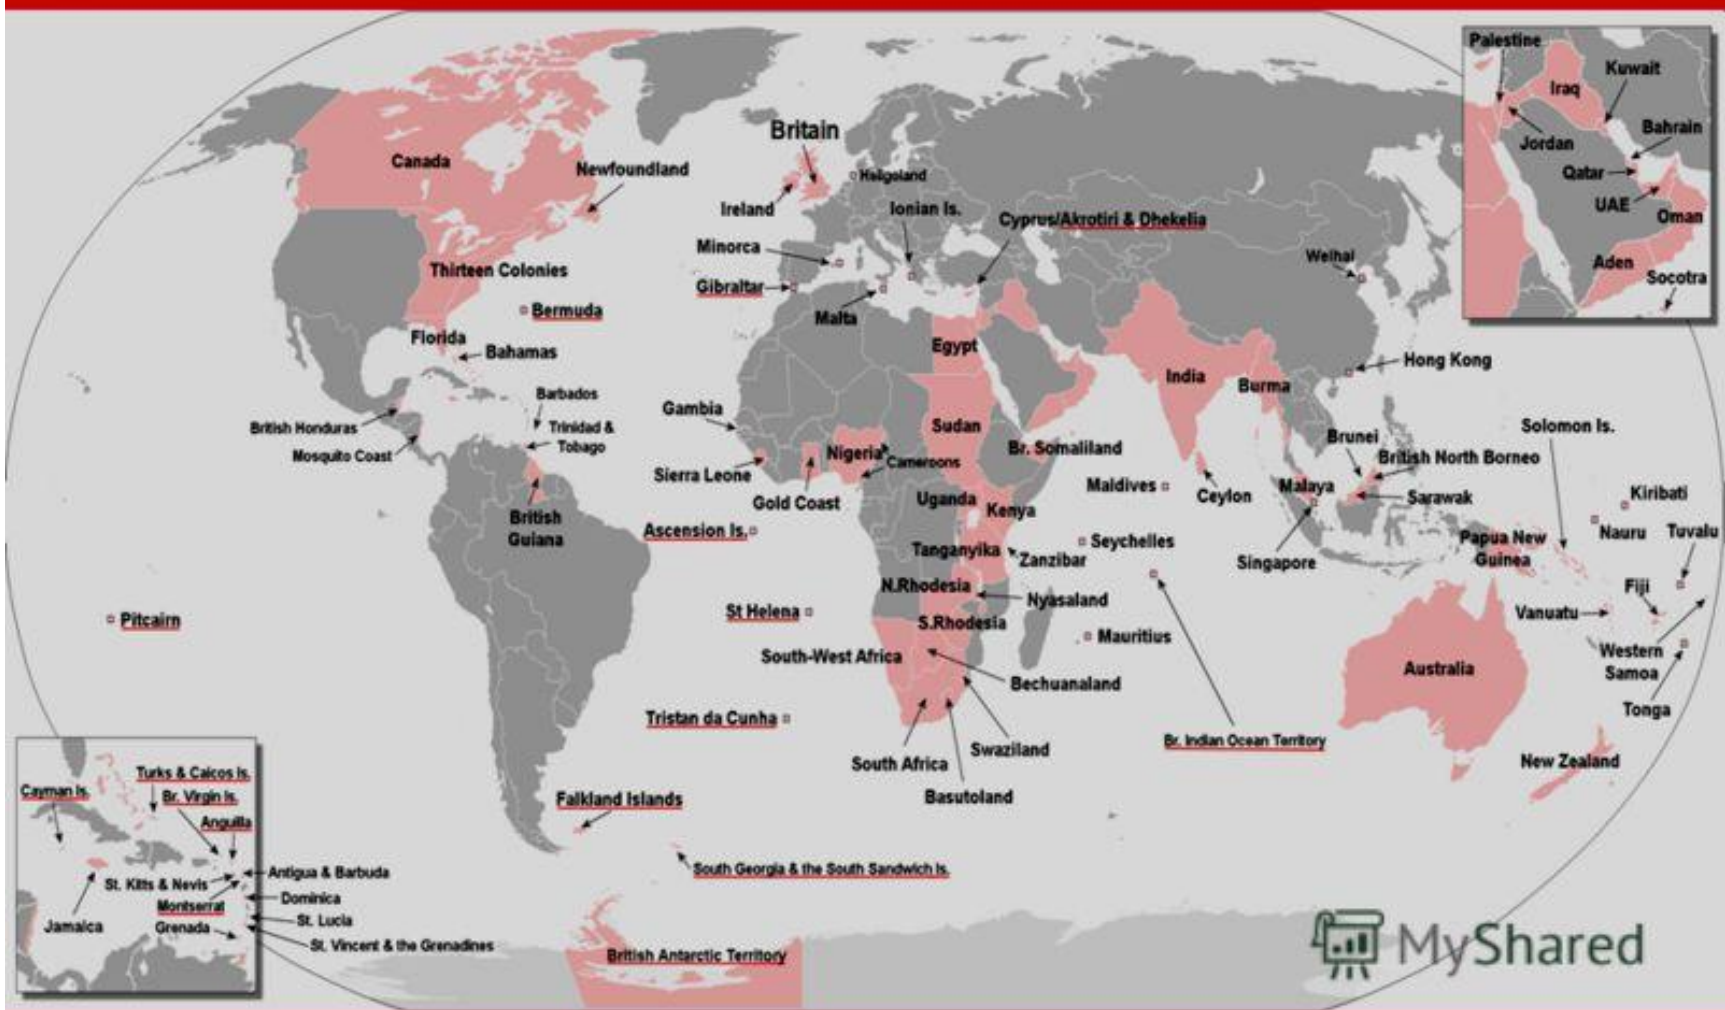 Palestine
Iraq
Kuwait
Bahrain
Jordan
Qatar
UAE
Oman
Aden
Socotra
Britain
Canada
Newfoundland
Heligoland
Ireland
Ionian Is.
Cyprus/Akrotiri & Dhekelia
Minorca
Weihai
Thirteen Colonies
Gibraltar
Bermuda
Malta
Florida
Bahamas
Egypt
Hong Kong
India
Burma
Barbados
Gambia
British Honduras
Trinidad &
Tobago
Sudan
Solomon Is.
Mosquito Coast
Nigeria
Cameroons
Br. Somaliland
Brunei
British North Borneo
Sierra Leone
Gold Coast
Maldives
Ceylon
Malaya
Sarawak
Kiribati
Uganda
Kenya
British
Guiana
Ascension Is.
Nauru
Tuvalu
Seychelles
Papua New
Guinea
Tanganyika
Zanzibar
Singapore
N.Rhodesia
Nyasaland
Fiji
Vanuatu
Pitcairn
St Helena
S.Rhodesia
Mauritius
South-West Africa
Western
Samoa
Australia
Bechuanaland
Tonga
Tristan da Cunha
Br. Indian Ocean Territory
Swaziland
South Africa
New Zealand
Basutoland
Falkland Islands
South Georgia & the South Sandwich Is.
British Antarctic Territory
Turks & Caicos Is.
Cayman Is.
Br. Virgin Is.
Anguilla
Antigua & Barbuda
St. Kitts & Nevis
Dominica
Montserrat
St. Lucia
Jamaica
Grenada
St. Vincent & the Grenadines
MyShared